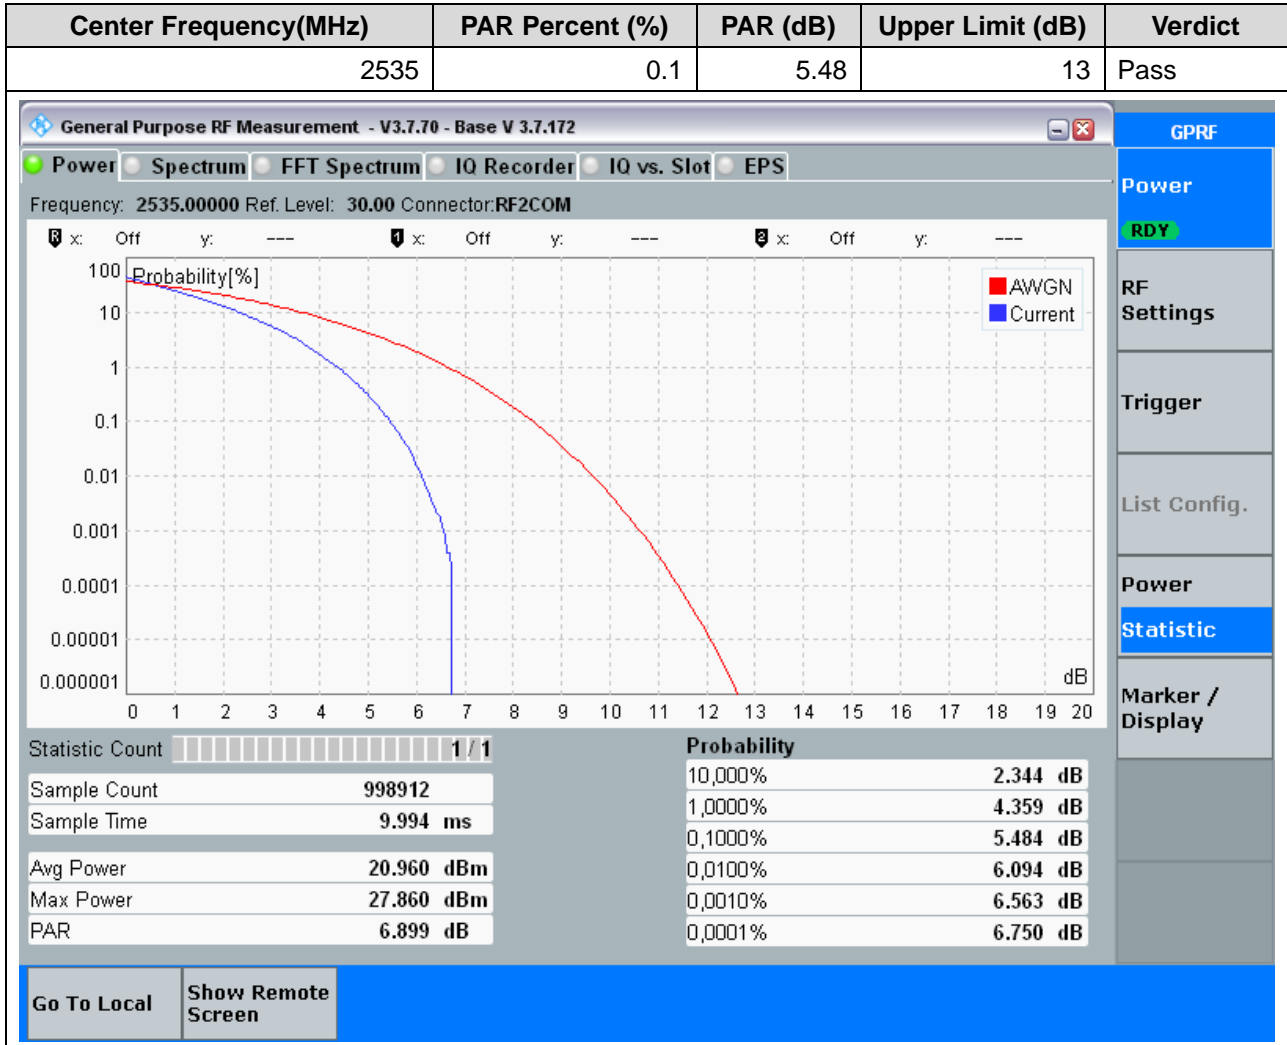 Center Frequency(MHz) PAR Percent (%) PAR (dB) Upper Limit (dB) Verdict
2535 0.1 5.48 13 Pass
General Purpose RF Measurement - V3.7.70 - Base V 3.7.172
GPRF
Power Spectrum FFT Spectrum IQ Recorder IQ vs. Slot EPS
Power
RDY
Frequency: 2535.00000 Ref. Level: 30.00 Connector:RF2COM
R x: Off y: --- 1 x: Off y: --- 2 x: Off y: ---
Probability[%]
AWGN
Current
100
10
1
0.1
0.01
0.001
0.0001
0.00001
0.000001
dB
0 1 2 3 4 5 6 7 8 9 10 11 12 13 14 15 16 17 18 19 20
RF
Settings
Trigger
List Config.
Power
Statistic
Marker /
Display
Statistic Count 1 / 1
Sample Count 998912
Sample Time 9.994 ms
Avg Power 20.960 dBm
Max Power 27.860 dBm
PAR 6.899 dB
Probability
10,000% 2.344 dB
1,0000% 4.359 dB
0,1000% 5.484 dB
0,0100% 6.094 dB
0,0010% 6.563 dB
0,0001% 6.750 dB
Go To Local
Show Remote
Screen